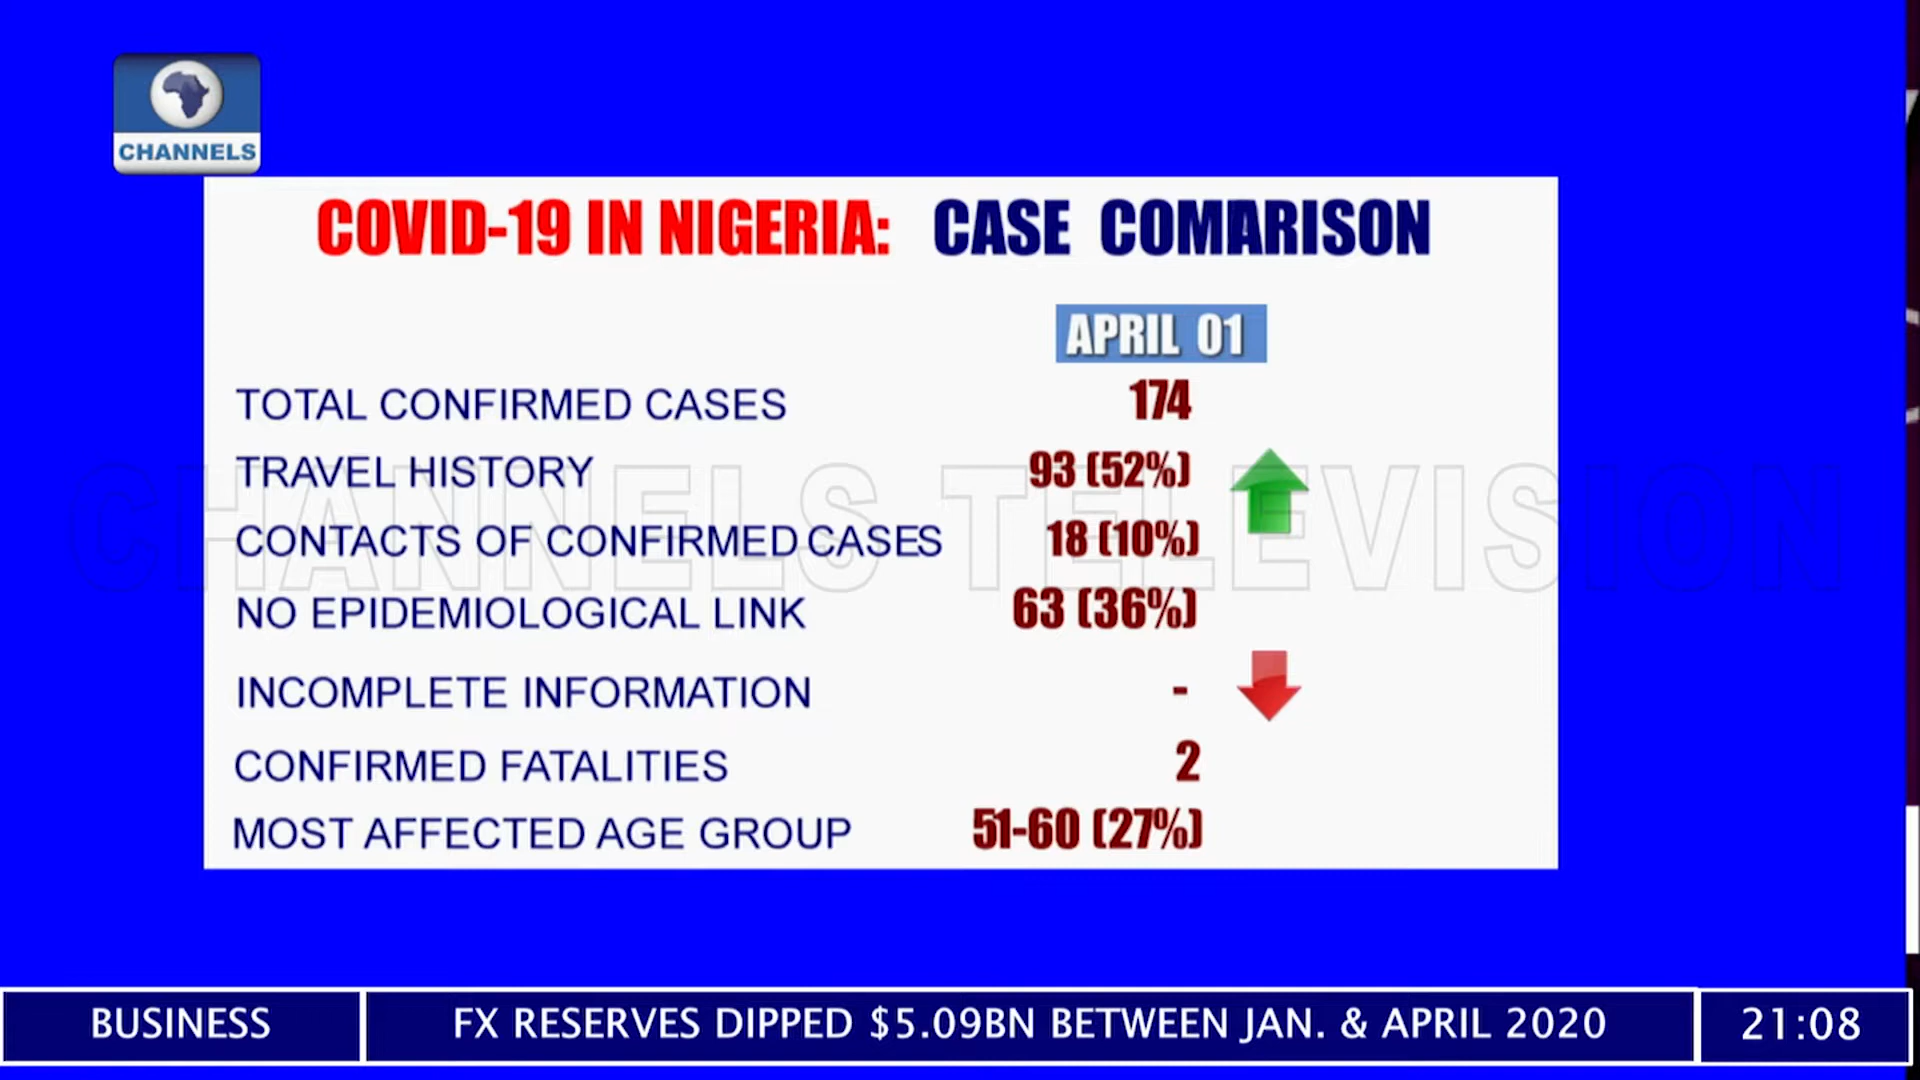 CHANNELS
COVID-19 IN NIGERIA: CASE COMARISON
APRIL 01
TOTAL CONFIRMED CASES 174
TRAVEL HISTORY 93 (52%)
CONTACTS OF CONFIRMED CASES 18 (10%)
NO EPIDEMIOLOGICAL LINK 63 (36%)
INCOMPLETE INFORMATION -
CONFIRMED FATALITIES 2
MOST AFFECTED AGE GROUP 51-60 (27%)
CHANNELS TELEVISION
BUSINESS FX RESERVES DIPPED $5.09BN BETWEEN JAN. & APRIL 2020 21:08